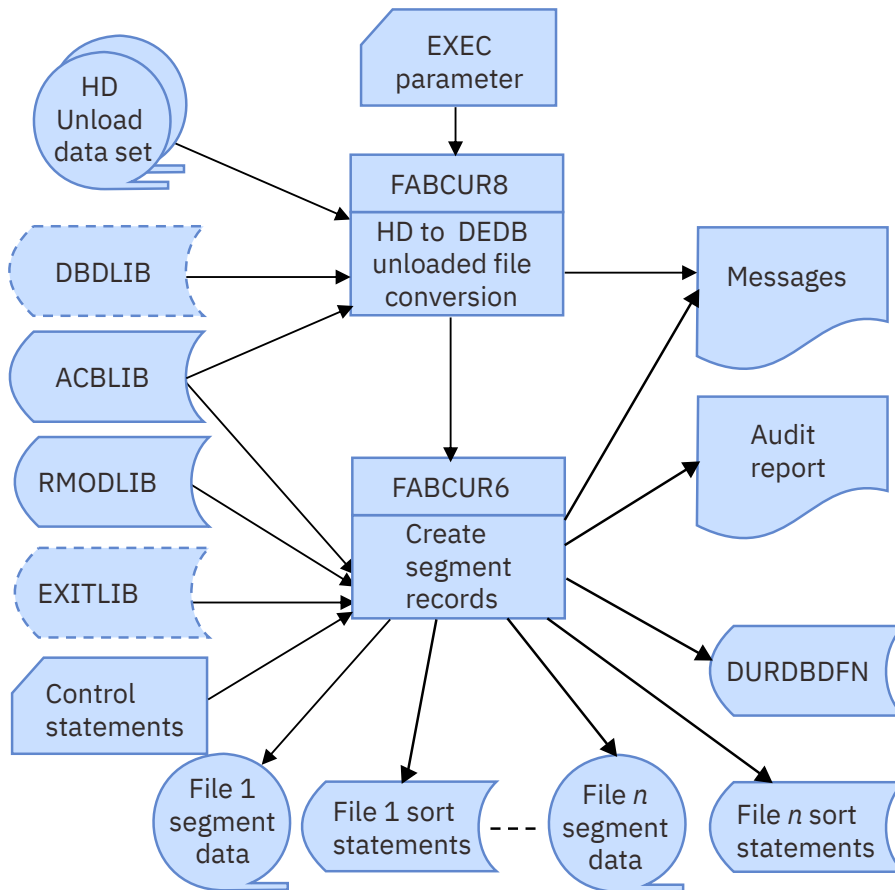 EXEC
parameter
HD
Unload
data set
FABCUR8
HD to DEDB
unloaded file
conversion
DBDLIB
Messages
ACBLIB
Audit
report
RMODLIB
FABCUR6
Create
segment
records
EXITLIB
DURDBDFN
Control
statements
File 1
segment
data
File 1 sort
statements
File n
segment
data
File n sort
statements